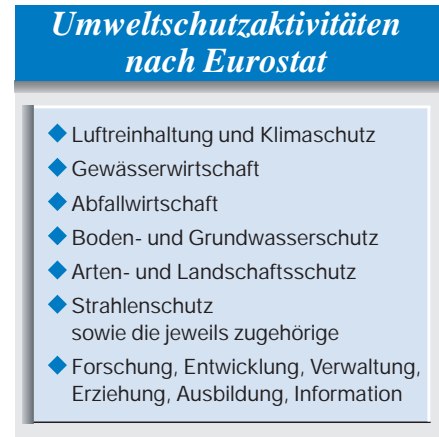 Umweltschutzaktivitäten
nach Eurostat
Luftreinhaltung und Klimaschutz
Gewässerwirtschaft
Abfallwirtschaft
Boden- und Grundwasserschutz
Arten- und Landschaftsschutz
Strahlenschutz
sowie die jeweils zugehörige
Forschung, Entwicklung, Verwaltung,
Erziehung, Ausbildung, Information